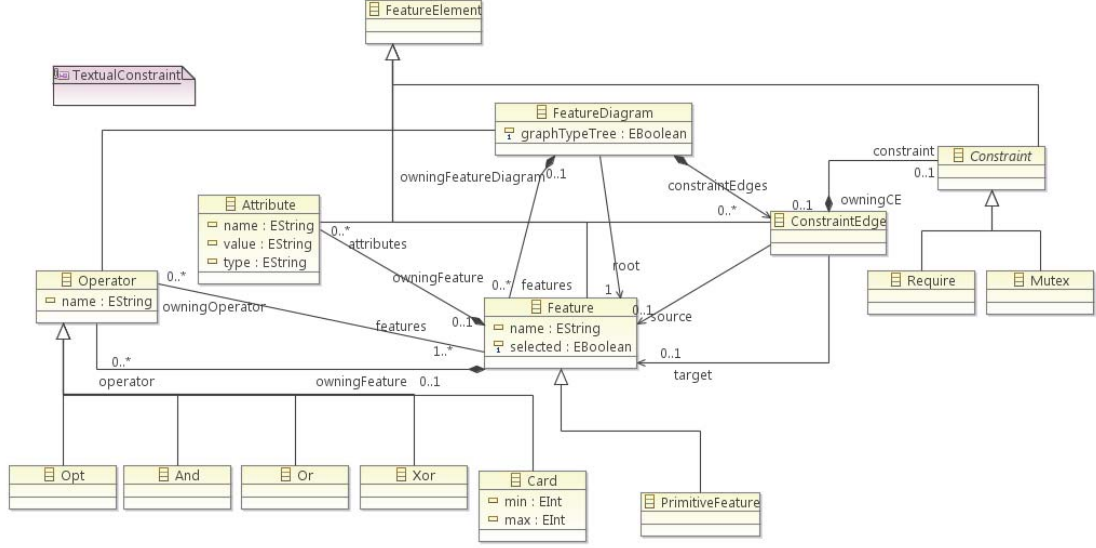 FeatureElement
TextualConstraint
FeatureDiagram
graphTypeTree : EBoolean
constraint
Constraint
0..1
owningFeatureDiagram
0..1
constraintEdges
0..*
0..1
owningCE
Attribute
name : EString
value : EString
type : EString
ConstraintEdge
0..*
attributes
Operator
name : EString
0..*
owningOperator
owningFeature
features
0..*
root
1
Require
Mutex
0..1
0..1
source
Feature
name : EString
selected : EBoolean
features
1..*
0..*
operator
owningFeature
0..1
0..1
target
Opt
And
Or
Xor
Card
min : EInt
max : EInt
PrimitiveFeature